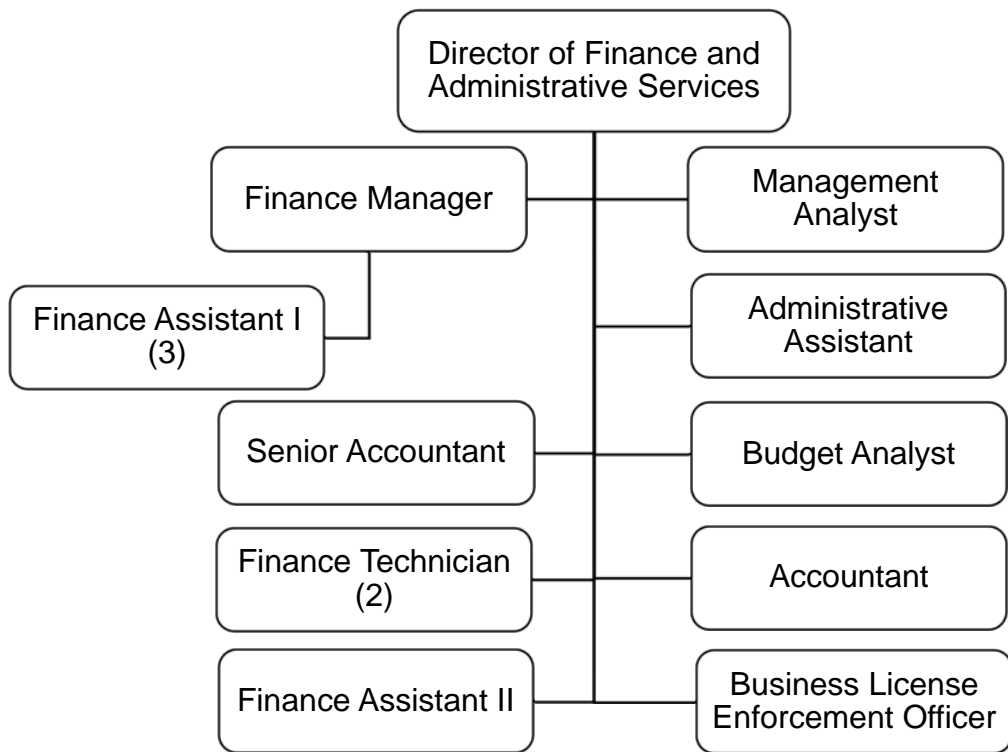 Director of Finance and
Administrative Services
Finance Manager
Management
Analyst
Finance Assistant I
(3)
Administrative
Assistant
Senior Accountant
Budget Analyst
Finance Technician
(2)
Accountant
Finance Assistant II
Business License
Enforcement Officer